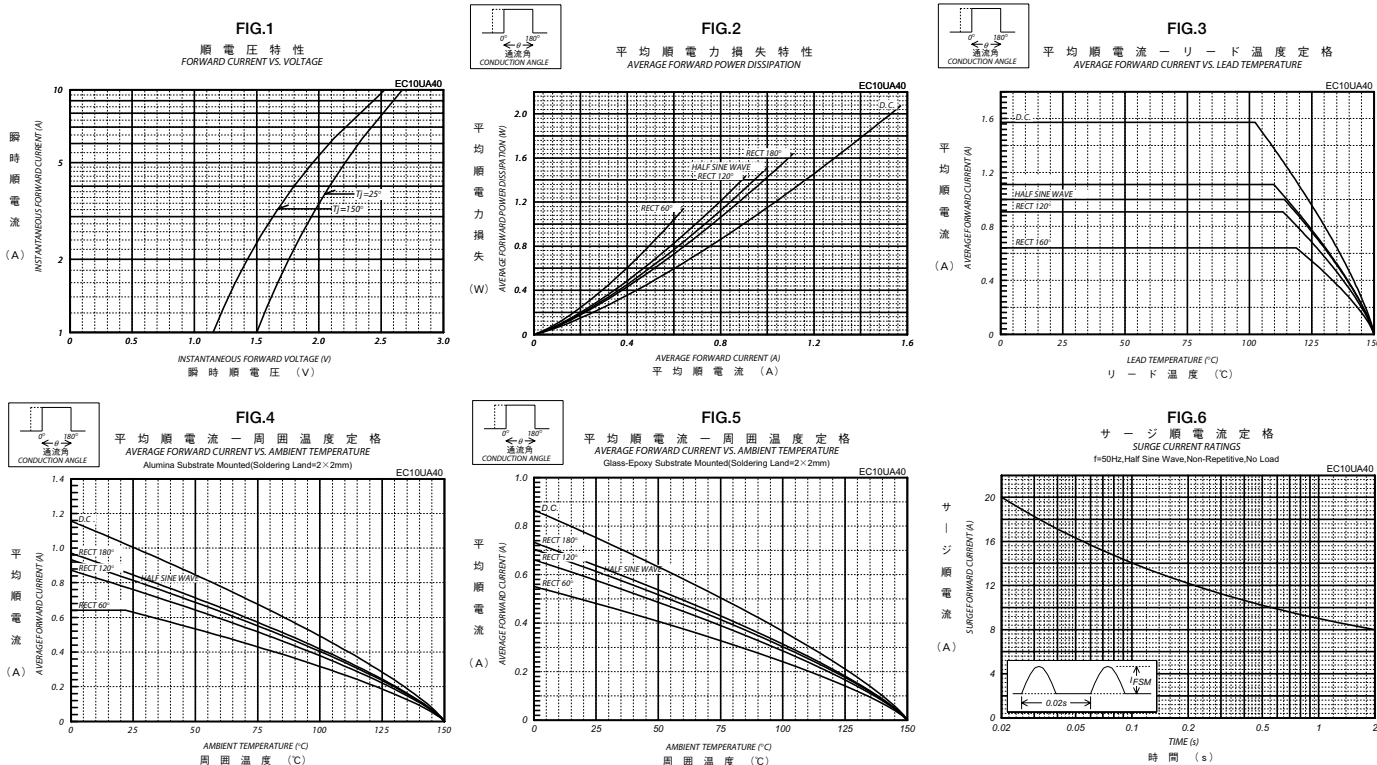 FIG.1
順電圧特性
FORWARD CURRENT VS. VOLTAGE
EC10UA40
10
5
2
1
瞬時順電流
(A)
INSTANTANEOUS FORWARD CURRENT (A)
Tj=25°
Tj=150°
0
0.5
1.0
1.5
2.0
2.5
3.0
INSTANTANEOUS FORWARD VOLTAGE (V)
瞬時順電圧 (V)
0° 180°
θ
通流角
CONDUCTION ANGLE
FIG.2
平均順電力損失特性
AVERAGE FORWARD POWER DISSIPATION
EC10UA40
2.0
1.6
1.2
0.8
0.4
0
平均順電力損失
(W)
AVERAGE FORWARD POWER DISSIPATION (W)
D.C.
RECT 180°
HALF SINE WAVE
RECT 120°
RECT 60°
0
0.4
0.8
1.2
1.6
AVERAGE FORWARD CURRENT (A)
平均順電流 (A)
0° 180°
θ
通流角
CONDUCTION ANGLE
FIG.3
平均順電流ーリード温度定格
AVERAGE FORWARD CURRENT VS. LEAD TEMPERATURE
EC10UA40
1.6
1.2
0.8
0.4
0
平均順電流
(A)
AVERAGE FORWARD CURRENT (A)
D.C.
HALF SINE WAVE
RECT 120°
RECT 160°
0
25
50
75
100
125
150
LEAD TEMPERATURE (°C)
リード温度 (℃)
0° 180°
θ
通流角
CONDUCTION ANGLE
FIG.4
平均順電流ー周囲温度定格
AVERAGE FORWARD CURRENT VS. AMBIENT TEMPERATURE
Alumina Substrate Mounted(Soldering Land=2×2mm)
EC10UA40
1.4
1.2
1.0
0.8
0.6
0.4
0.2
0
平均順電流
(A)
AVERAGE FORWARD CURRENT (A)
D.C.
RECT 180°
RECT 120°
HALF SINE WAVE
RECT 60°
0
25
50
75
100
125
150
AMBIENT TEMPERATURE (°C)
周囲温度 (℃)
0° 180°
θ
通流角
CONDUCTION ANGLE
FIG.5
平均順電流ー周囲温度定格
AVERAGE FORWARD CURRENT VS. AMBIENT TEMPERATURE
Glass-Epoxy Substrate Mounted(Soldering Land=2×2mm)
EC10UA40
1.0
0.8
0.6
0.4
0.2
0
平均順電流
(A)
AVERAGE FORWARD CURRENT (A)
D.C.
RECT 180°
RECT 120°
HALF SINE WAVE
RECT 60°
0
25
50
75
100
125
150
AMBIENT TEMPERATURE (°C)
周囲温度 (℃)
FIG.6
サージ順電流定格
SURGE CURRENT RATINGS
f=50Hz,Half Sine Wave,Non-Repetitive,No Load
EC10UA40
20
16
12
8
4
0
サージ順電流
(A)
SURGE FORWARD CURRENT (A)
IFSM
0.02s
0.02
0.05
0.1
0.2
0.5
1
2
TIME (s)
時間 (s)